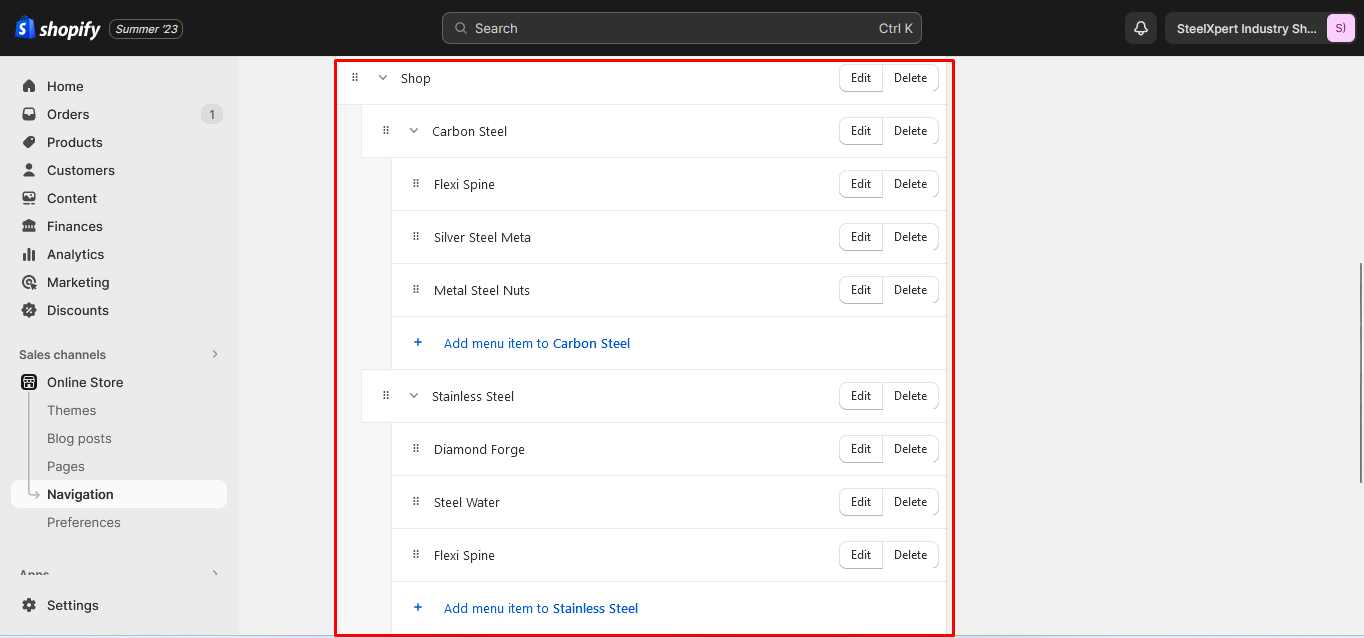 shopify Summer '23
Search Ctrl K
SteelXpert Industry Sh... S)
Home
Orders 1
Products
Customers
Content
Finances
Analytics
Marketing
Discounts
Sales channels
Online Store
Themes
Blog posts
Pages
Navigation
Preferences
Apps
Settings
Shop Edit Delete
Carbon Steel Edit Delete
Flexi Spine Edit Delete
Silver Steel Meta Edit Delete
Metal Steel Nuts Edit Delete
+ Add menu item to Carbon Steel
Stainless Steel Edit Delete
Diamond Forge Edit Delete
Steel Water Edit Delete
Flexi Spine Edit Delete
+ Add menu item to Stainless Steel